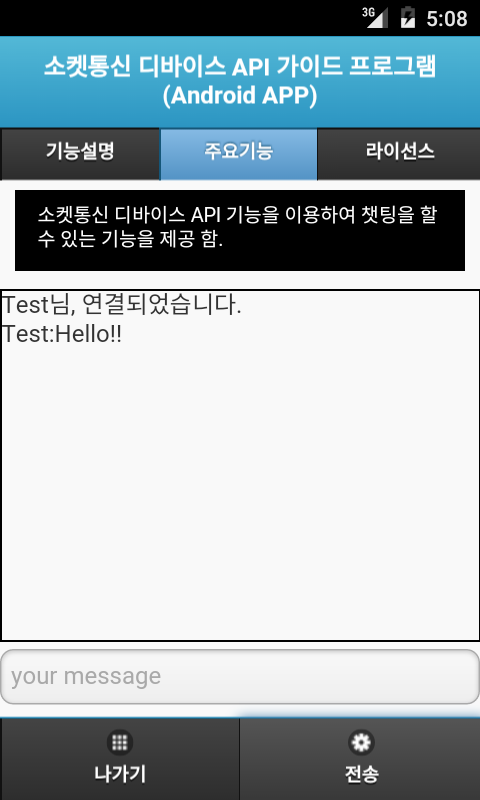 3G 5:08
소켓통신 디바이스 API 가이드 프로그램
(Android APP)
기능설명 주요기능 라이선스
소켓통신 디바이스 API 기능을 이용하여 챗팅을 할
수 있는 기능을 제공 함.
Test님, 연결되었습니다.
Test:Hello!!
your message
나가기 전송